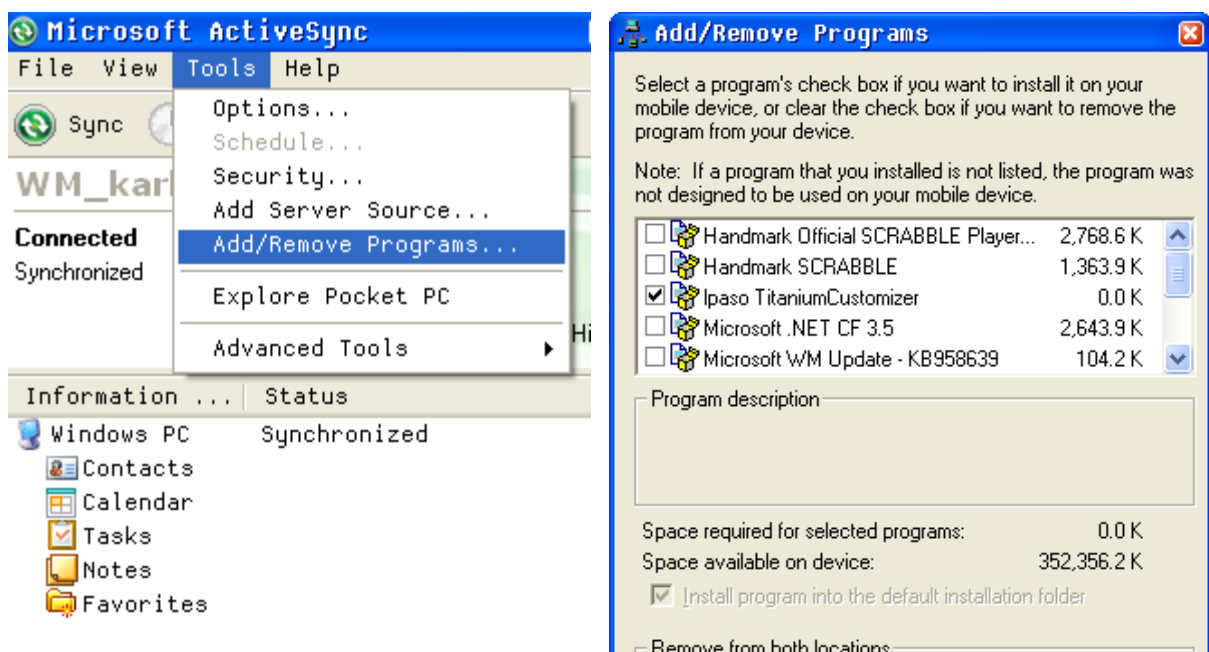 Microsoft ActiveSync
File View Tools Help
Sync
Options...
Schedule...
Security...
Add Server Source...
Add/Remove Programs...
Explore Pocket PC
Advanced Tools
Connected
Synchronized
Information ... Status
Windows PC Synchronized
Contacts
Calendar
Tasks
Notes
Favorites
Add/Remove Programs
Select a program's check box if you want to install it on your
mobile device, or clear the check box if you want to remove the
program from your device.
Note: If a program that you installed is not listed, the program was
not designed to be used on your mobile device.
Handmark Official SCRABBLE Player... 2,768.6 K
Handmark SCRABBLE 1,363.9 K
Ipaso TitaniumCustomizer 0.0 K
Microsoft .NET CF 3.5 2,643.9 K
Microsoft WM Update - KB958639 104.2 K
Program description
Space required for selected programs: 0.0 K
Space available on device: 352,356.2 K
Install program into the default installation folder
Remove from both locations